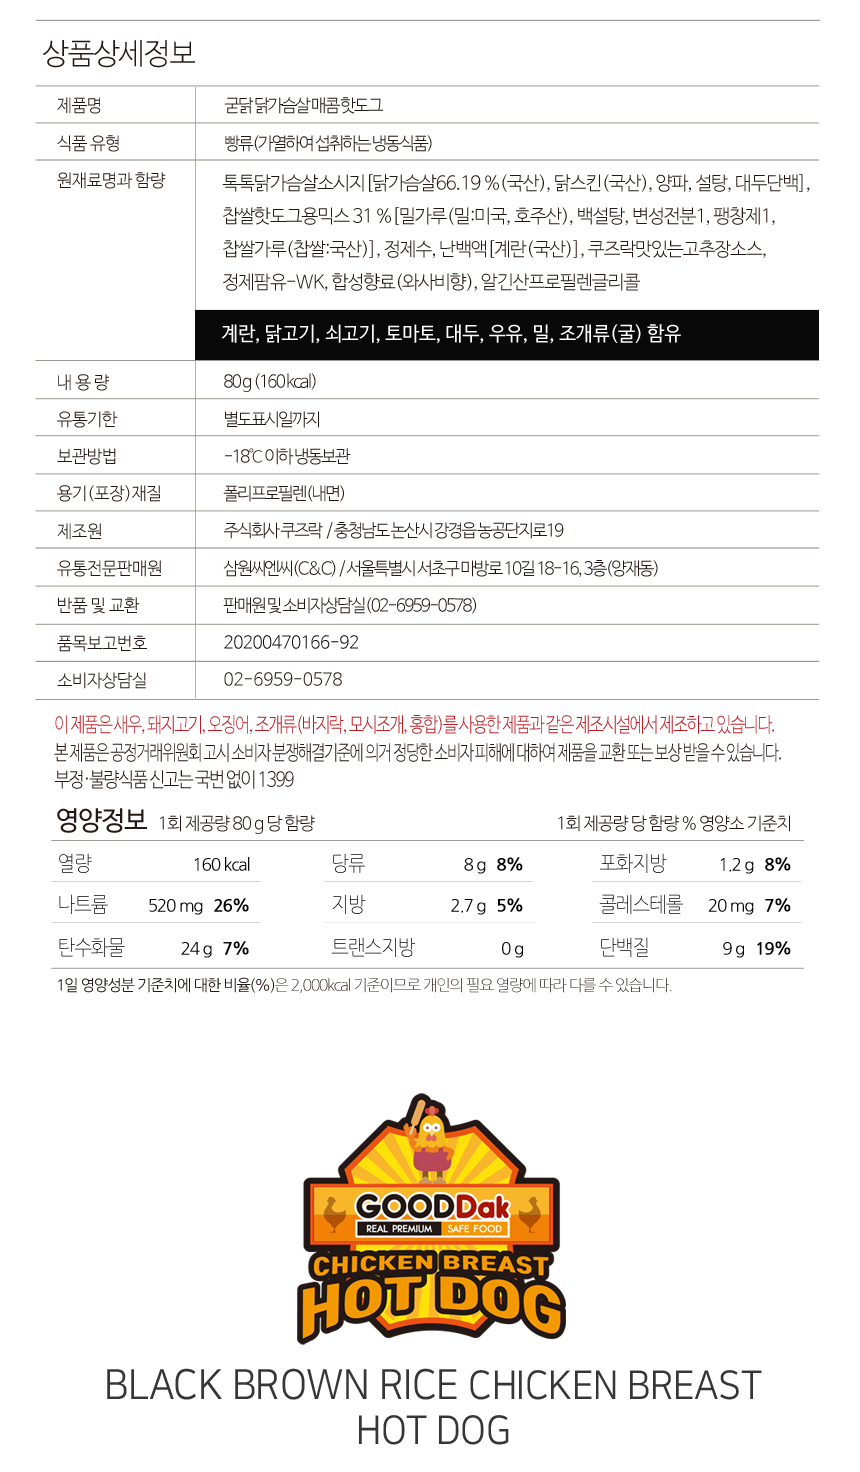 상품상세정보
제품명 굳닭 닭가슴살 매콤 핫도그
식품 유형 빵류(가열하여 섭취하는 냉동식품)
원재료명과 함량 톡톡닭가슴살소시지[닭가슴살66.19 %(국산), 닭스킨(국산), 양파, 설탕, 대두단백],
찹쌀핫도그용믹스 31 %[밀가루(밀:미국, 호주산), 백설탕, 변성전분1, 팽창제1,
찹쌀가루(찹쌀:국산)], 정제수, 난백액[계란(국산)], 쿠즈락맛있는고추장소스,
정제팜유-WK, 합성향료(와사비향), 알긴산프로필렌글리콜
계란, 닭고기, 쇠고기, 토마토, 대두, 우유, 밀, 조개류(굴) 함유
내 용 량 80g (160kcal)
유통기한 별도표시일까지
보관방법 -18℃ 이하 냉동보관
용기(포장)재질 폴리프로필렌(내면)
제조원 주식회사 쿠즈락 / 충청남도 논산시 강경읍 농공단지로19
유통전문판매원 삼원씨엔씨(C&C) / 서울특별시 서초구 마방로 10길 18-16, 3층(양재동)
반품 및 교환 판매원 및 소비자상담실(02-6959-0578)
품목보고번호 20200470166-92
소비자상담실 02-6959-0578
이 제품은 새우, 돼지고기, 오징어, 조개류(바지락, 모시조개, 홍합)를 사용한 제품과 같은 제조시설에서 제조하고 있습니다.
본 제품은 공정거래위원회 고시 소비자 분쟁해결기준에 의거 정당한 소비자 피해에 대하여 제품을 교환 또는 보상 받을 수 있습니다.
부정·불량식품 신고는 국번 없이 1399
영양정보 1회 제공량 80 g 당 함량 1회 제공량 당 함량 % 영양소 기준치
열량 160 kcal 당류 8 g 8% 포화지방 1.2 g 8%
나트륨 520 mg 26% 지방 2.7 g 5% 콜레스테롤 20 mg 7%
탄수화물 24 g 7% 트랜스지방 0 g 단백질 9 g 19%
1일 영양성분 기준치에 대한 비율(%)은 2,000kcal 기준이므로 개인의 필요 열량에 따라 다를 수 있습니다.
GOODDak
REAL PREMIUM SAFE FOOD
CHICKEN BREAST
HOT DOG
BLACK BROWN RICE CHICKEN BREAST
HOT DOG